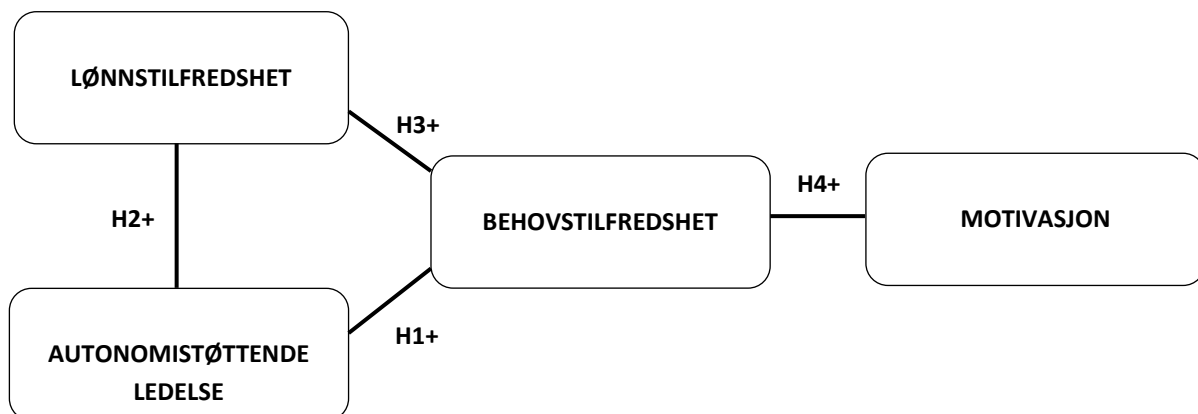 LØNNSTILFREDSHET
H3+
H2+
BEHOVSTILFREDSHET
H4+
MOTIVASJON
H1+
AUTONOMISTØTTENDE
LEDELSE